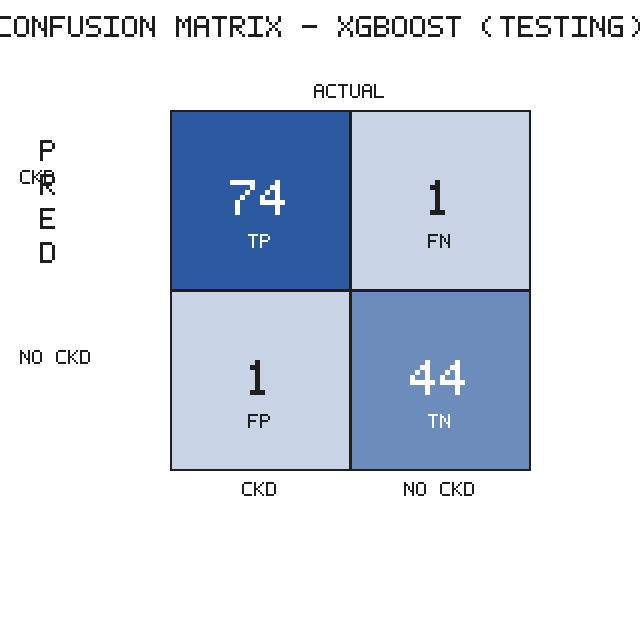 CONFUSION MATRIX - XGBOOST (TESTING)
ACTUAL
PRED
CKD
74
TP
1
FN
NO CKD
1
FP
44
TN
CKD
NO CKD